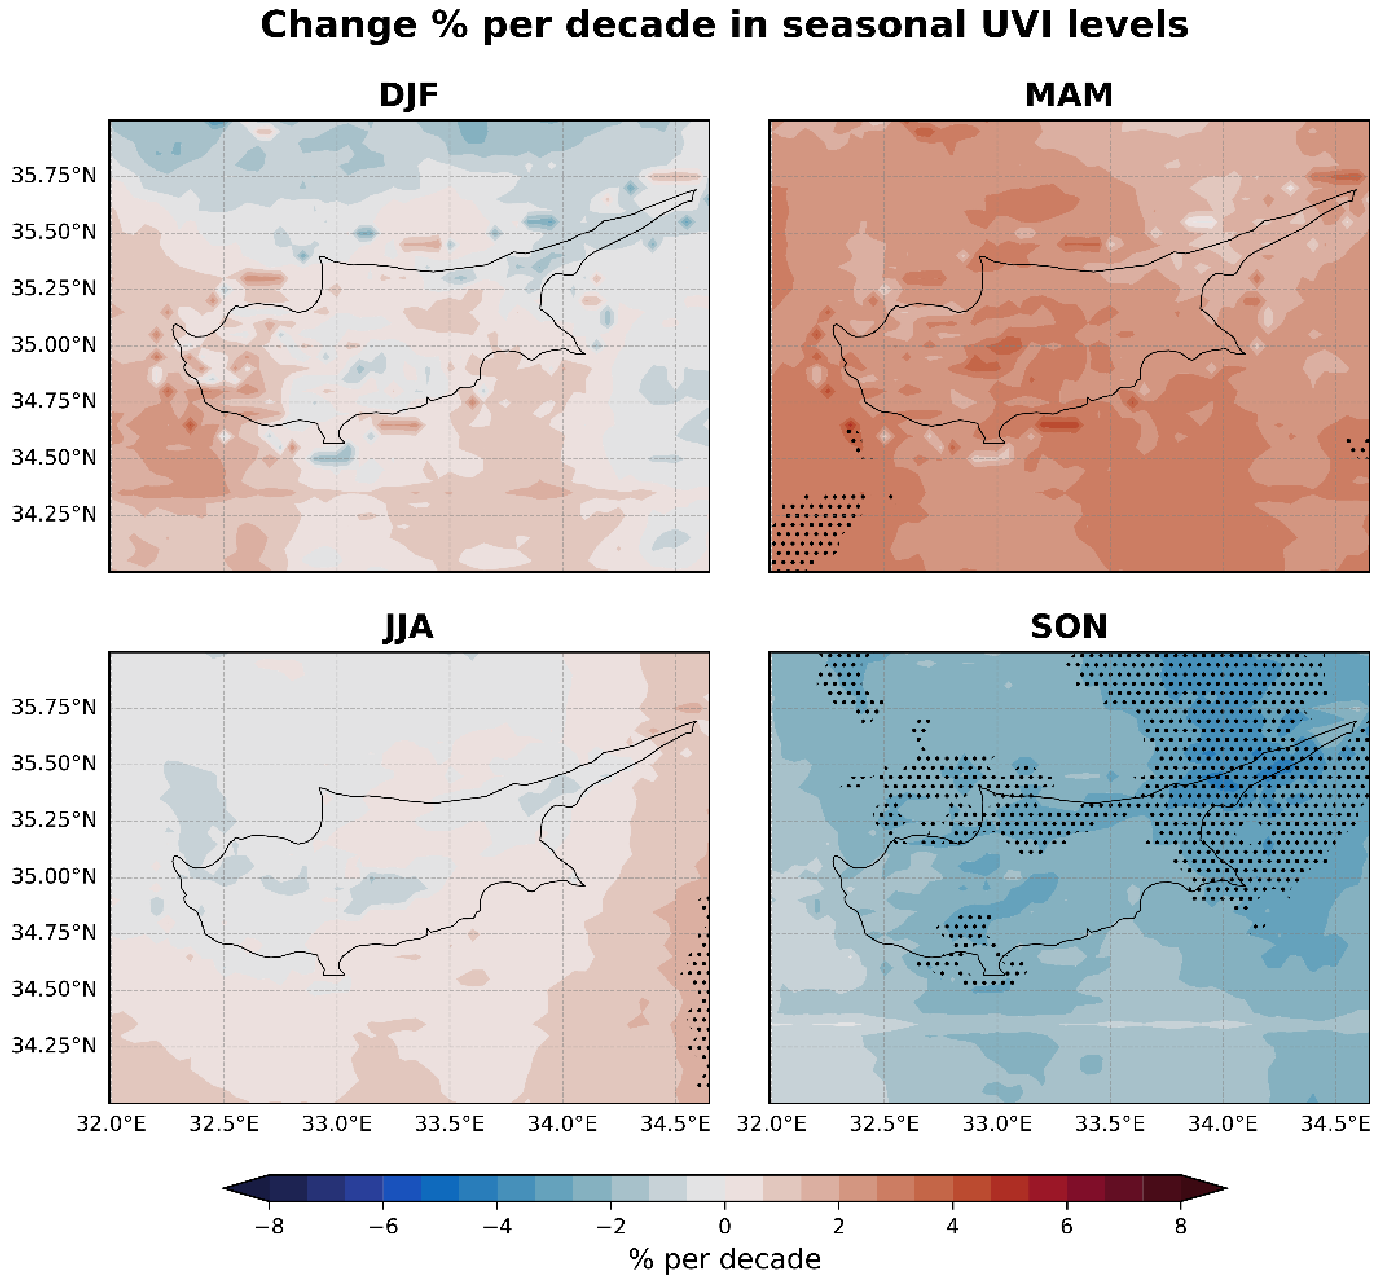 Change % per decade in seasonal UVI levels
DJF
MAM
35.75°N
35.50°N
35.25°N
35.00°N
34.75°N
34.50°N
34.25°N
JJA
SON
35.75°N
35.50°N
35.25°N
35.00°N
34.75°N
34.50°N
34.25°N
32.0°E 32.5°E 33.0°E 33.5°E 34.0°E 34.5°E 32.0°E 32.5°E 33.0°E 33.5°E 34.0°E 34.5°E
−8 −6 −4 −2 0 2 4 6 8
% per decade